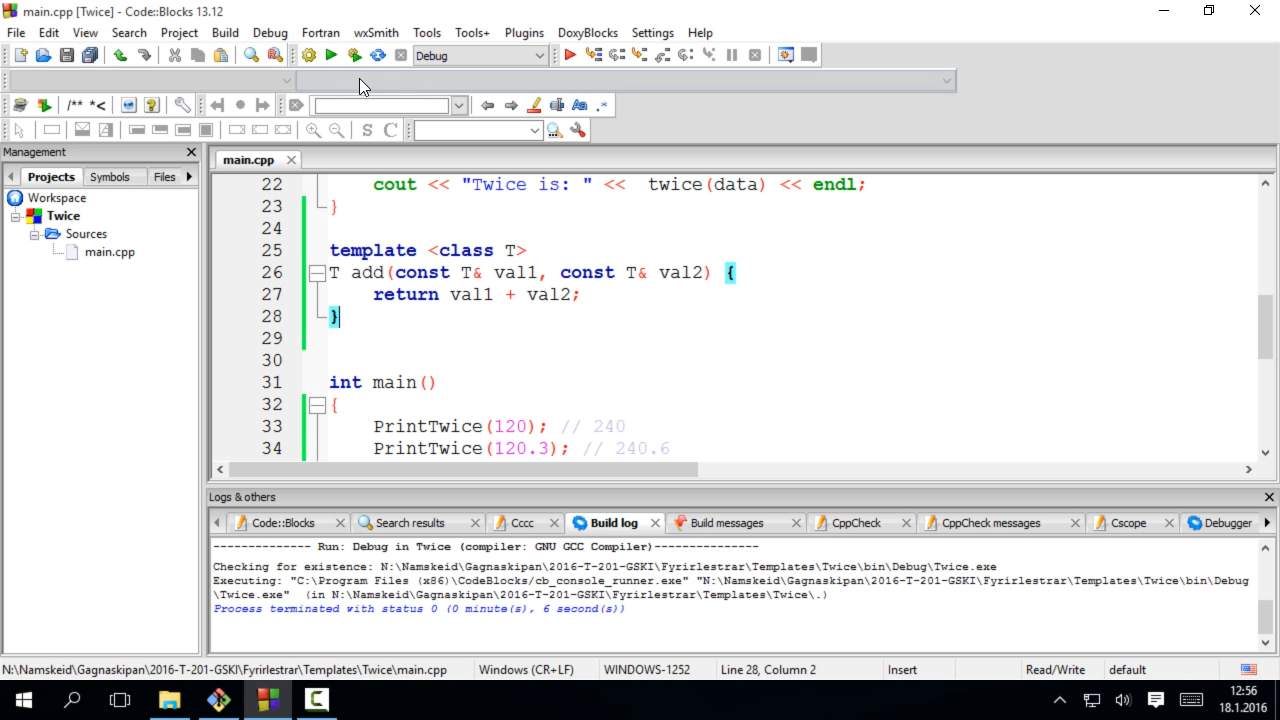 main.cpp [Twice] - Code::Blocks 13.12
File Edit View Search Project Build Debug Fortran wxSmith Tools Tools+ Plugins DoxyBlocks Settings Help
Debug
/** *<
S C
Management
Projects Symbols Files
Workspace
Twice
Sources
main.cpp
main.cpp
22 cout << "Twice is: " << twice(data) << endl;
23 }
24
25 template <class T>
26 T add(const T& val1, const T& val2) {
27 return val1 + val2;
28 }
29
30
31 int main()
32 {
33 PrintTwice(120); // 240
34 PrintTwice(120.3); // 240.6
Logs & others
Code::Blocks Search results Cccc Build log Build messages CppCheck CppCheck messages Cscope Debugger
-------------- Run: Debug in Twice (compiler: GNU GCC Compiler)---------------
Checking for existence: N:\Namskeid\Gagnaskipan\2016-T-201-GSKI\Fyrirlestrar\Templates\Twice\bin\Debug\Twice.exe
Executing: "C:\Program Files (x86)\CodeBlocks/cb_console_runner.exe" "N:\Namskeid\Gagnaskipan\2016-T-201-GSKI\Fyrirlestrar\Templates\Twice\bin\Debug
\Twice.exe" (in N:\Namskeid\Gagnaskipan\2016-T-201-GSKI\Fyrirlestrar\Templates\Twice\.)
Process terminated with status 0 (0 minute(s), 6 second(s))
N:\Namskeid\Gagnaskipan\2016-T-201-GSKI\Fyrirlestrar\Templates\Twice\main.cpp Windows (CR+LF) WINDOWS-1252 Line 28, Column 2 Insert Read/Write default
12:56
18.1.2016